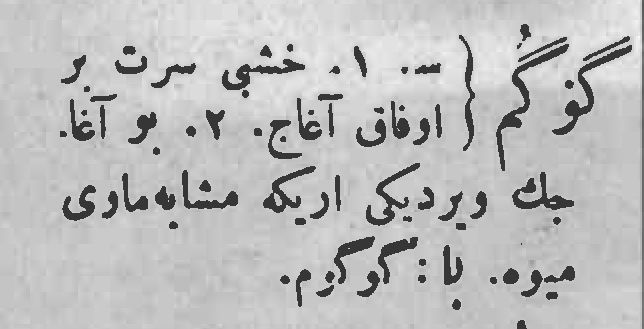 گوگُم { س. ۱. خشبی سرت بر
اوفاق آغاج. ۲. بو آغا.
جك ویردیکی اریکه مشابه ماوی
میوه. با : گوگوم.